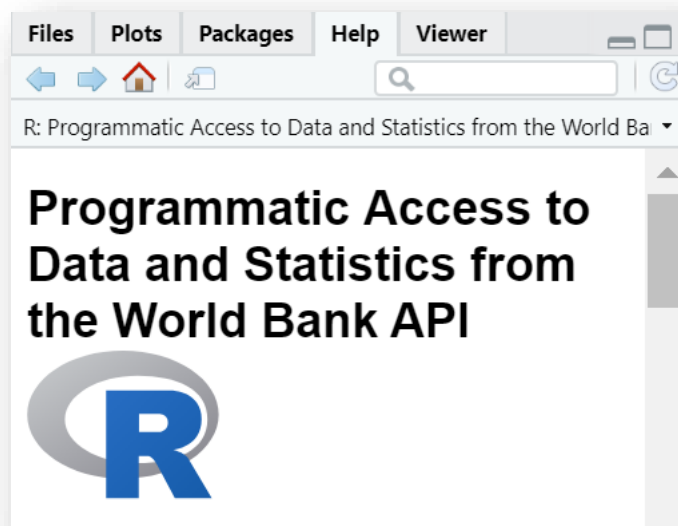 Files Plots Packages Help Viewer
R: Programmatic Access to Data and Statistics from the World Ba
Programmatic Access to
Data and Statistics from
the World Bank API
R